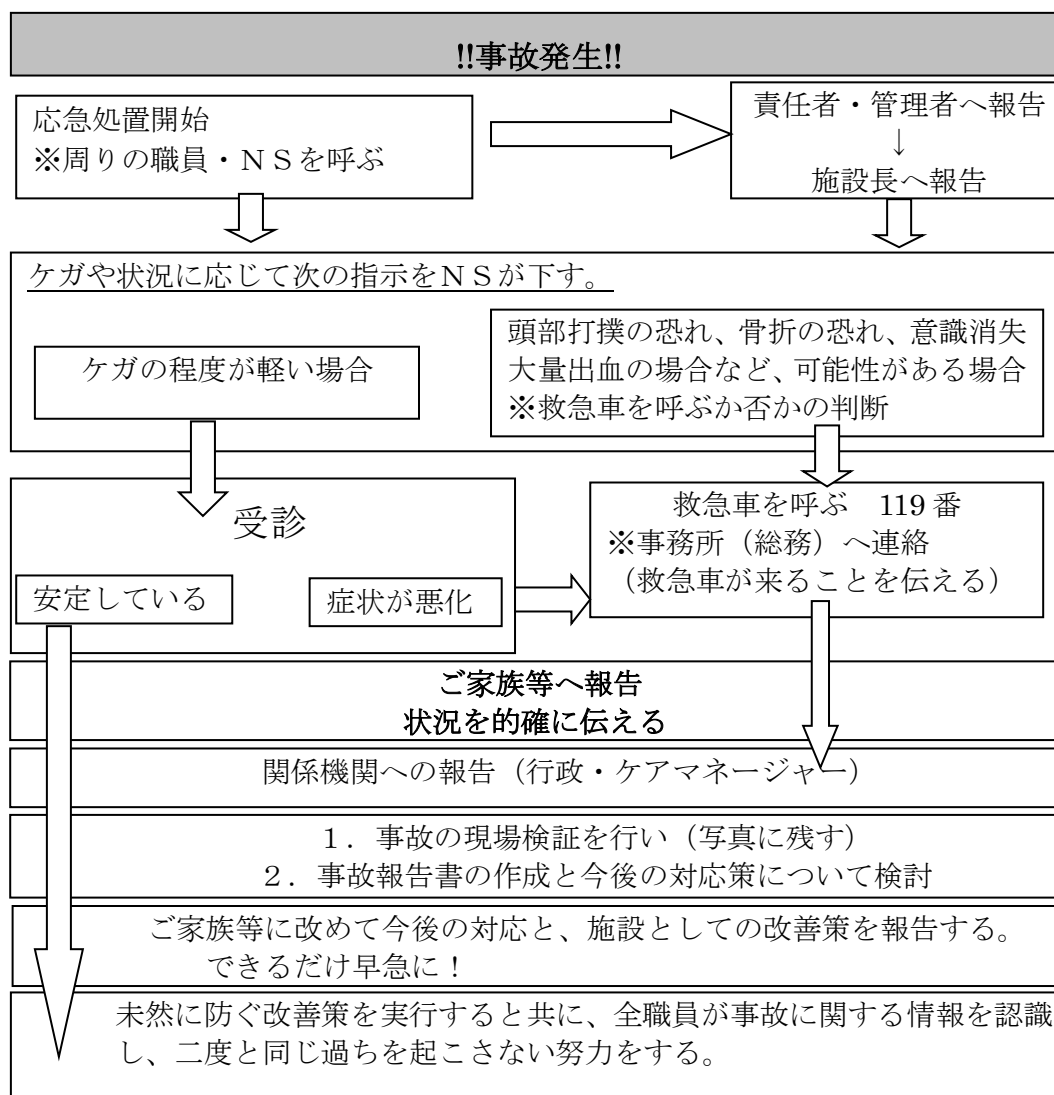 !!事故発生!!
応急処置開始
※周りの職員・ＮＳを呼ぶ
責任者・管理者へ報告
↓
施設長へ報告
ケガや状況に応じて次の指示をＮＳが下す。
ケガの程度が軽い場合
頭部打撲の恐れ、骨折の恐れ、意識消失
大量出血の場合など、可能性がある場合
※救急車を呼ぶか否かの判断
受診
安定している
症状が悪化
救急車を呼ぶ　119 番
※事務所（総務）へ連絡
（救急車が来ることを伝える）
ご家族等へ報告
状況を的確に伝える
関係機関への報告（行政・ケアマネージャー）
１．事故の現場検証を行い（写真に残す）
２．事故報告書の作成と今後の対応策について検討
ご家族等に改めて今後の対応と、施設としての改善策を報告する。
できるだけ早急に！
未然に防ぐ改善策を実行すると共に、全職員が事故に関する情報を認識
し、二度と同じ過ちを起こさない努力をする。